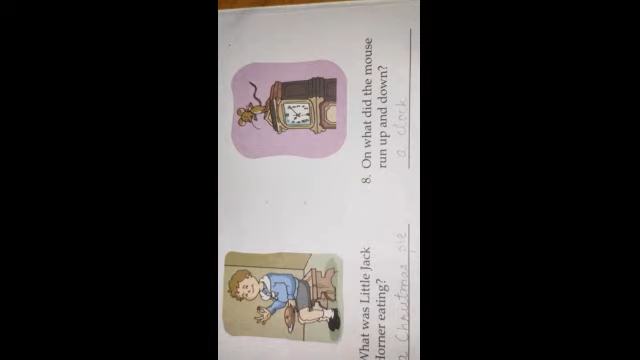 What was Little Jack
Horner eating?
a Christmas pie
8. On what did the mouse
run up and down?
a clock